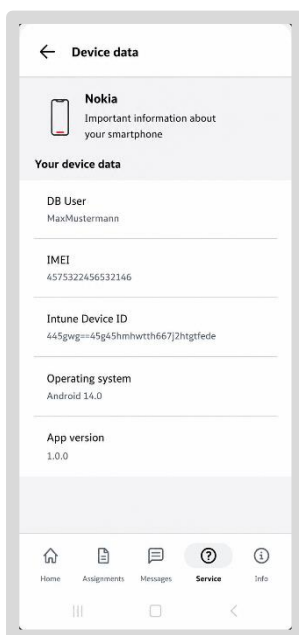 Device data
Nokia
Important information about
your smartphone
Your device data
DB User
MaxMustermann
IMEI
4575322456532146
Intune Device ID
445gwg==45g45hmhwtth667j2htgtfede
Operating system
Android 14.0
App version
1.0.0
Home Assignments Messages Service Info